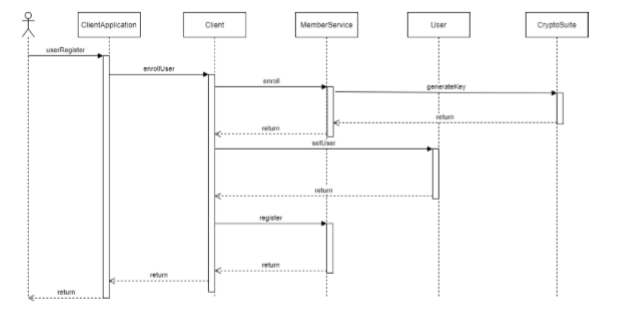 ClientApplication
Client
MemberService
User
CryptoSuite
userRegister
enrollUser
enroll
generateKey
return
return
setUser
return
register
return
return
return